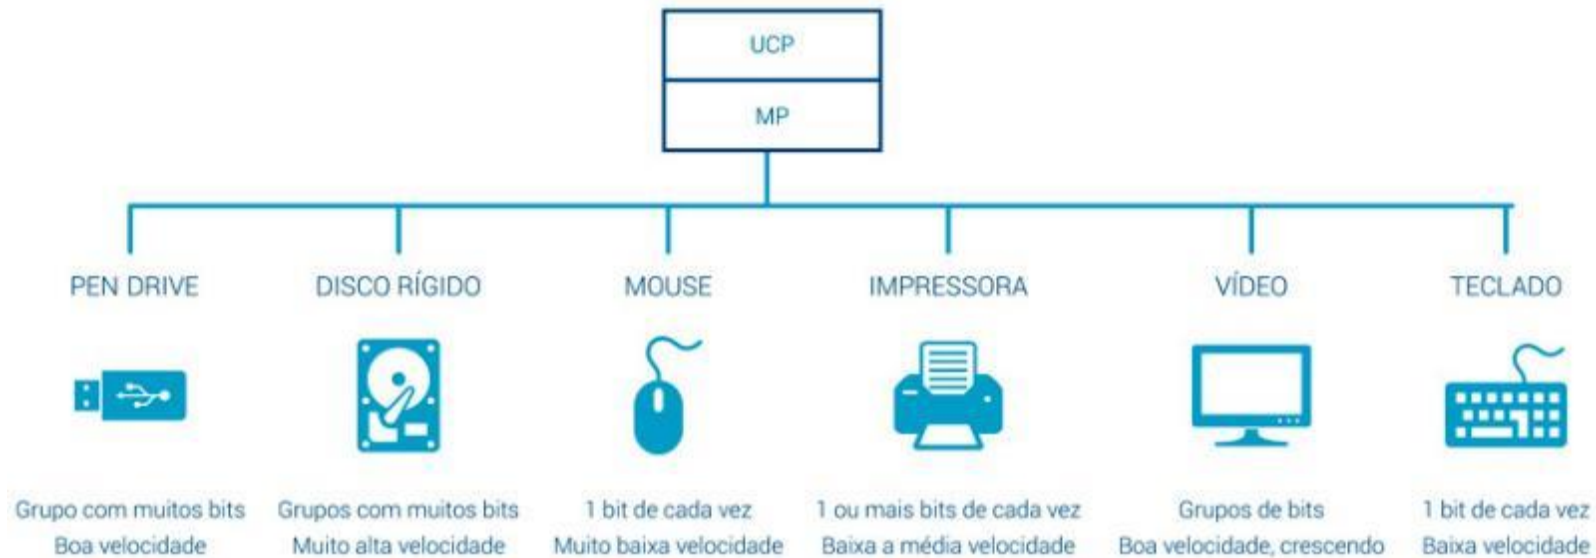 UCP
MP
PEN DRIVE
DISCO RÍGIDO
MOUSE
IMPRESSORA
VÍDEO
TECLADO
Grupo com muitos bits
Boa velocidade
Grupos com muitos bits
Muito alta velocidade
1 bit de cada vez
Muito baixa velocidade
1 ou mais bits de cada vez
Baixa a média velocidade
Grupos de bits
Boa velocidade, crescendo
1 bit de cada vez
Baixa velocidade